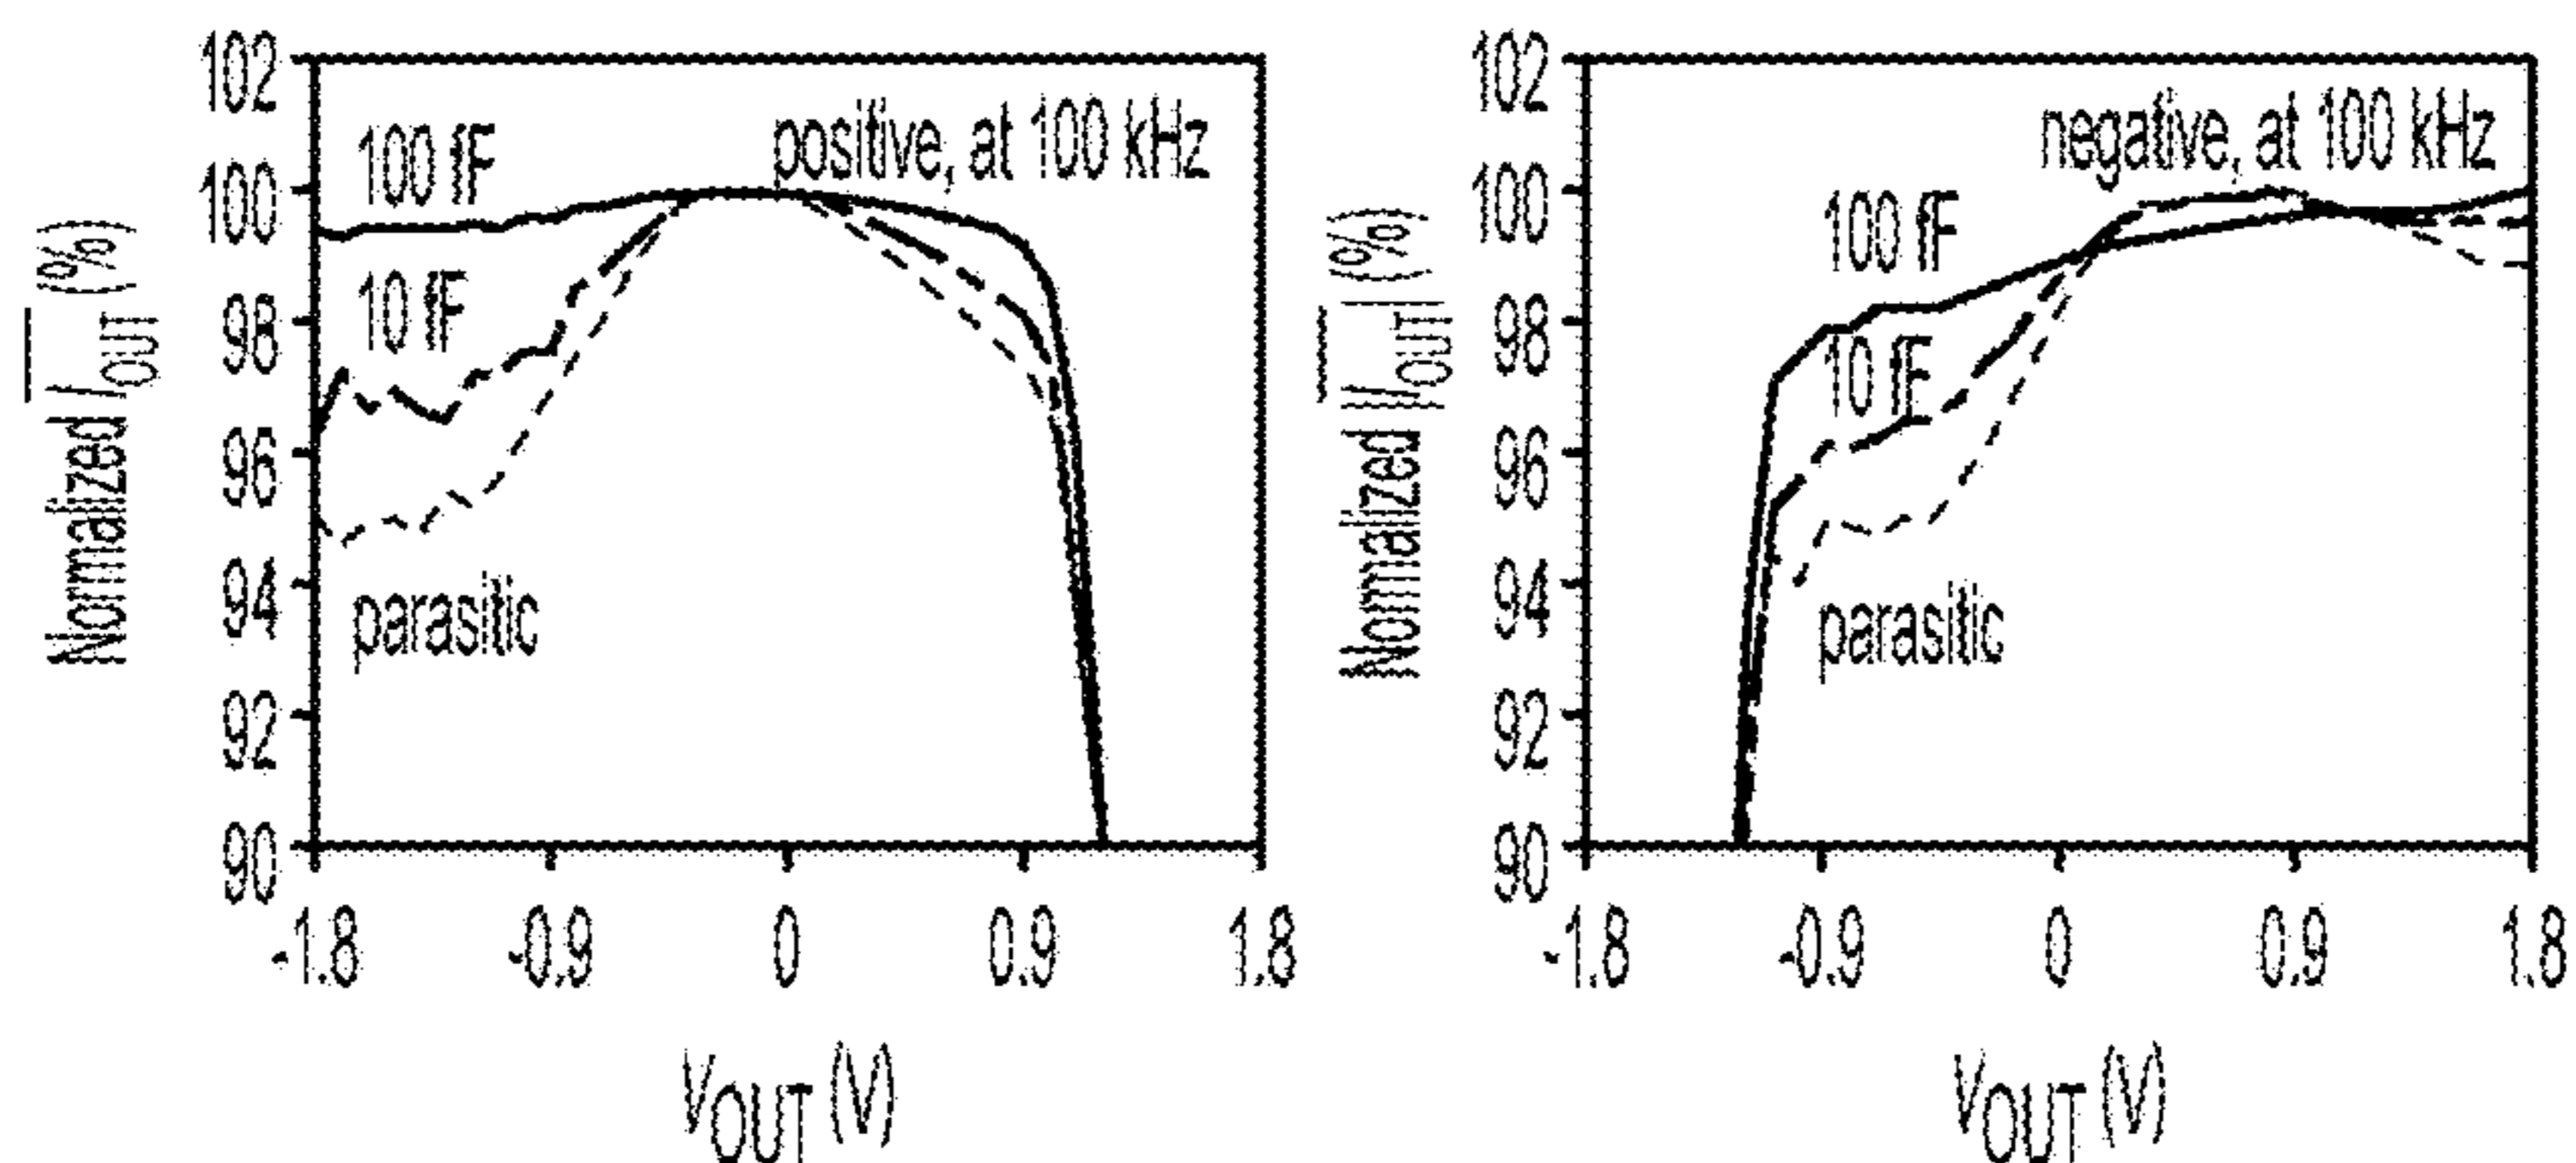 102
100
98
96
94
92
90
Normalized I̅OUT (%)
100 fF
10 fF
parasitic
positive, at 100 kHz
-1.8 -0.9 0 0.9 1.8
VOUT (V)
102
100
98
96
94
92
90
Normalized |I̅OUT| (%)
negative, at 100 kHz
100 fF
10 fF
parasitic
-1.8 -0.9 0 0.9 1.8
VOUT (V)